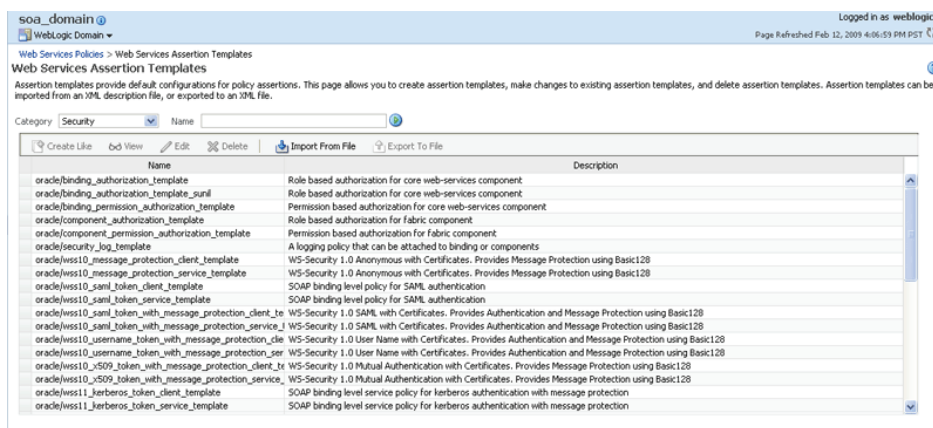 soa_domain
Logged in as weblogic
WebLogic Domain
Page Refreshed Feb 12, 2009 4:06:59 PM PST
Web Services Policies > Web Services Assertion Templates
Web Services Assertion Templates
Assertion templates provide default configurations for policy assertions. This page allows you to create assertion templates, make changes to existing assertion templates, and delete assertion templates. Assertion templates can be
imported from an XML description file, or exported to an XML file.
Category Security Name
Create Like View Edit Delete Import From File Export To File
Name Description
oracle/binding_authorization_template Role based authorization for core web-services component
oracle/binding_authorization_template_sunil Role based authorization for core web-services component
oracle/binding_permission_authorization_template Permission based authorization for core web-services component
oracle/component_authorization_template Role based authorization for fabric component
oracle/component_permission_authorization_template Permission based authorization for fabric component
oracle/security_log_template A logging policy that can be attached to binding or components
oracle/wss10_message_protection_client_template WS-Security 1.0 Anonymous with Certificates. Provides Message Protection using Basic128
oracle/wss10_message_protection_service_template WS-Security 1.0 Anonymous with Certificates. Provides Message Protection using Basic128
oracle/wss10_saml_token_client_template SOAP binding level policy for SAML authentication
oracle/wss10_saml_token_service_template SOAP binding level policy for SAML authentication
oracle/wss10_saml_token_with_message_protection_client_te WS-Security 1.0 SAML with Certificates. Provides Authentication and Message Protection using Basic128
oracle/wss10_saml_token_with_message_protection_service_t WS-Security 1.0 SAML with Certificates. Provides Authentication and Message Protection using Basic128
oracle/wss10_username_token_with_message_protection_clie WS-Security 1.0 User Name with Certificates. Provides Authentication and Message Protection using Basic128
oracle/wss10_username_token_with_message_protection_ser WS-Security 1.0 User Name with Certificates. Provides Authentication and Message Protection using Basic128
oracle/wss10_x509_token_with_message_protection_client_te WS-Security 1.0 Mutual Authentication with Certificates. Provides Message Protection using Basic128
oracle/wss10_x509_token_with_message_protection_service_ WS-Security 1.0 Mutual Authentication with Certificates. Provides Message Protection using Basic128
oracle/wss11_kerberos_token_client_template SOAP binding level service policy for kerberos authentication with message protection
oracle/wss11_kerberos_token_service_template SOAP binding level service policy for kerberos authentication with message protection